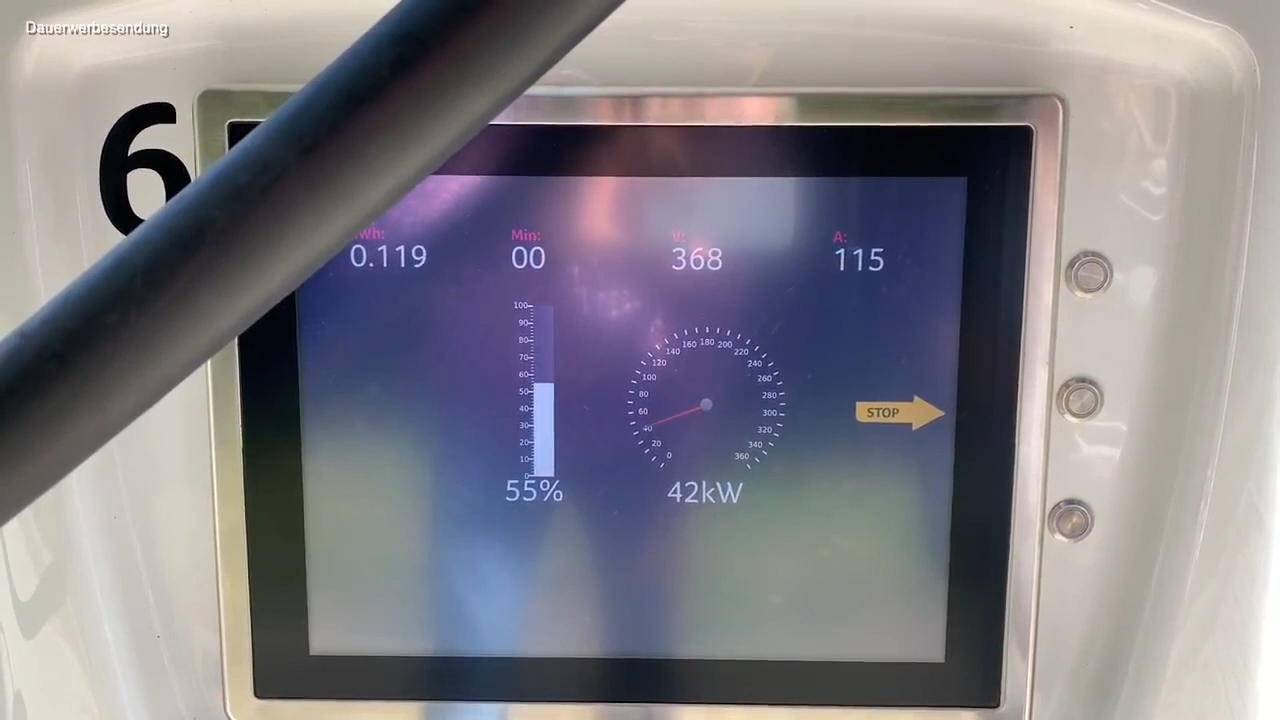 Dauerwerbesendung
6
Wh: Min: V: A:
0.119 00 368 115
100
90
80
70
60
50
40
30
20
10
0
55%
0 20 40 60 80 100 120 140 160 180 200 220 240 260 280 300 320 340 360
42kW
STOP